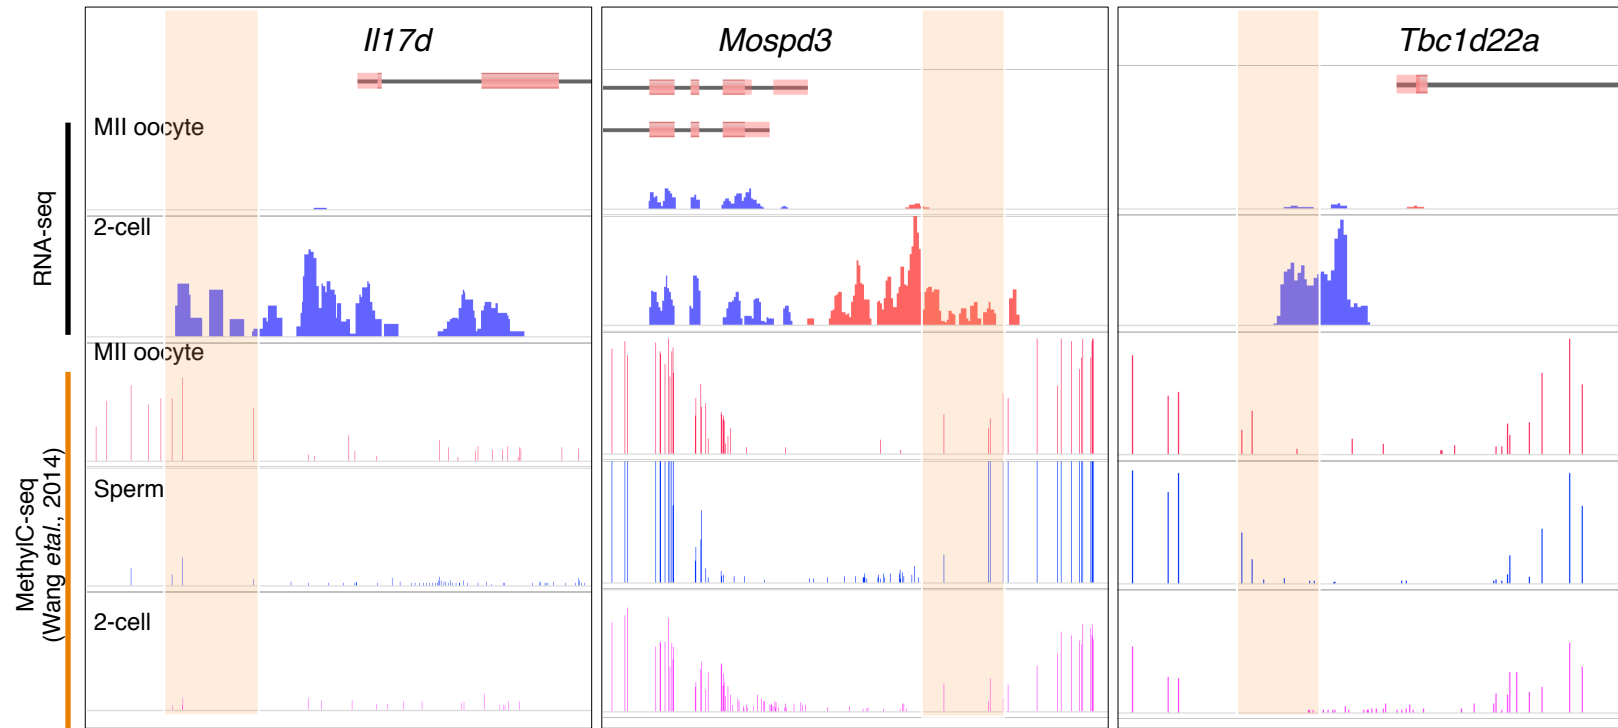 Il17d
Mospd3
Tbc1d22a
RNA-seq
MII oocyte
2-cell
MethylC-seq
(Wang etal., 2014)
MII oocyte
Sperm
2-cell